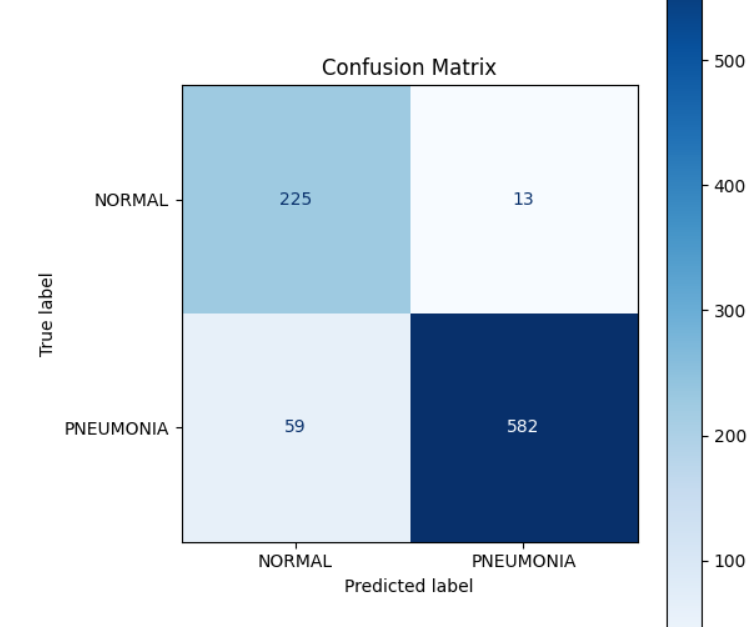 Confusion Matrix
NORMAL
225
13
PNEUMONIA
59
582
True label
NORMAL
PNEUMONIA
Predicted label
500
400
300
200
100